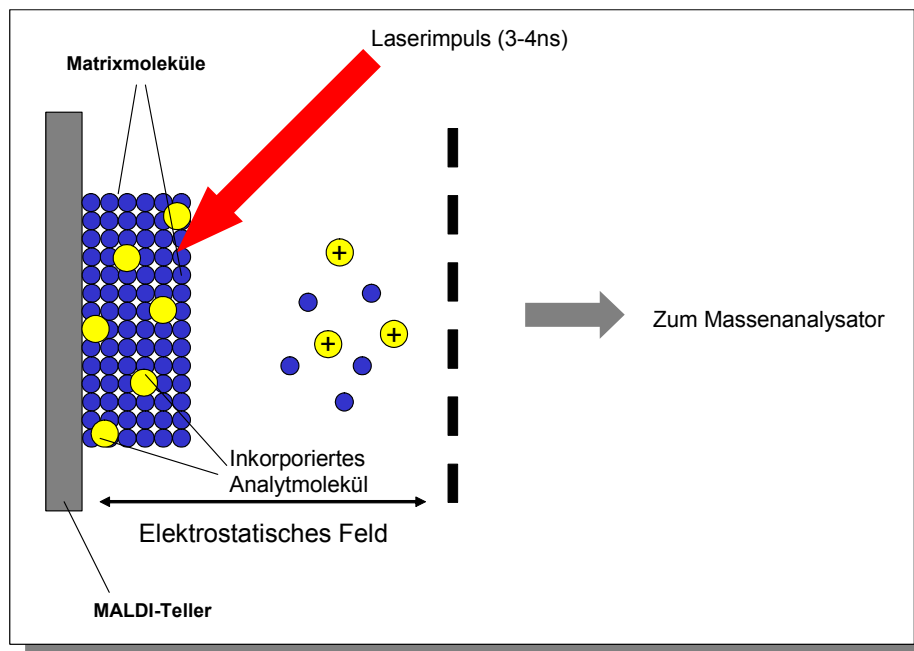 Laserimpuls (3-4ns)
Matrixmoleküle
+
+
+
Zum Massenanalysator
Inkorporiertes
Analytmolekül
Elektrostatisches Feld
MALDI-Teller